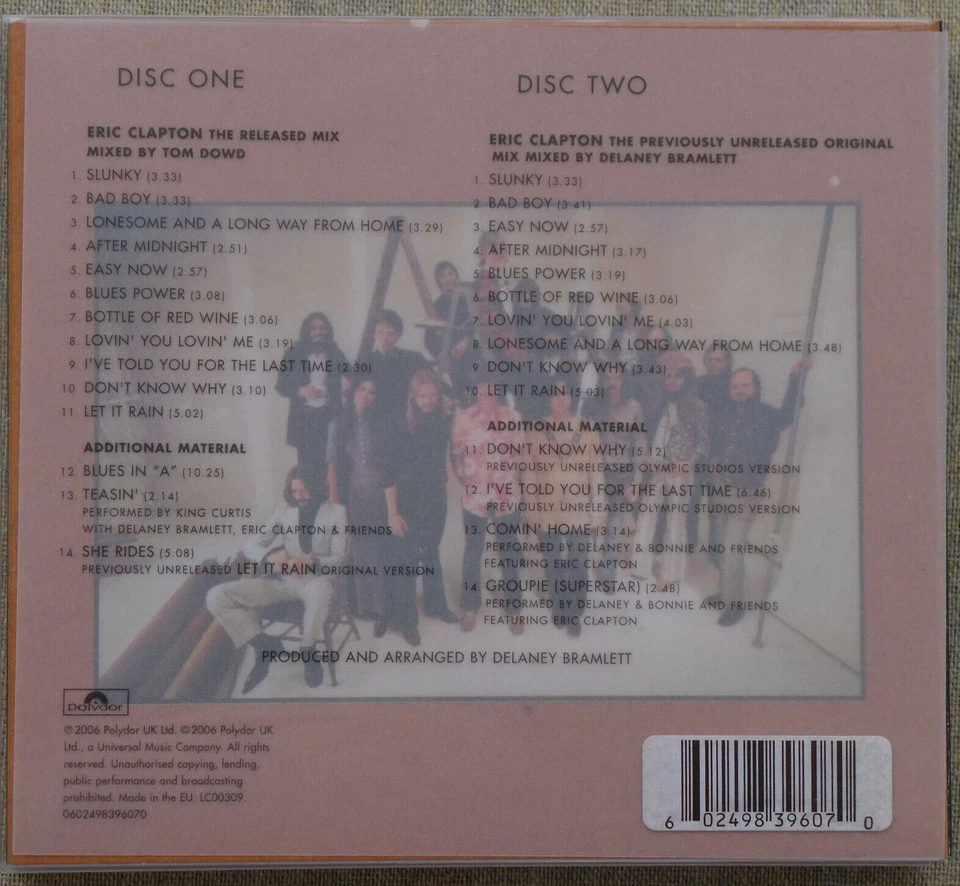 DISC ONE
ERIC CLAPTON THE RELEASED MIX
MIXED BY TOM DOWD
1. SLUNKY (3.33)
2. BAD BOY (3.33)
3. LONESOME AND A LONG WAY FROM HOME (3.29)
4. AFTER MIDNIGHT (2.51)
5. EASY NOW (2.57)
6. BLUES POWER (3.08)
7. BOTTLE OF RED WINE (3.06)
8. LOVIN' YOU LOVIN' ME (3.19)
9. I'VE TOLD YOU FOR THE LAST TIME (2.30)
10 DON'T KNOW WHY (3.10)
11. LET IT RAIN (5.02)
ADDITIONAL MATERIAL
12. BLUES IN "A" (10.25)
13. TEASIN' (2.14)
PERFORMED BY KING CURTIS
WITH DELANEY BRAMLETT, ERIC CLAPTON & FRIENDS
14. SHE RIDES (5.08)
PREVIOUSLY UNRELEASED LET IT RAIN ORIGINAL VERSION
DISC TWO
ERIC CLAPTON THE PREVIOUSLY UNRELEASED ORIGINAL
MIX MIXED BY DELANEY BRAMLETT
1. SLUNKY (3.33)
2. BAD BOY (3.41)
3. EASY NOW (2.57)
4. AFTER MIDNIGHT (3.17)
5. BLUES POWER (3.19)
6. BOTTLE OF RED WINE (3.06)
7. LOVIN' YOU LOVIN' ME (4.03)
8. LONESOME AND A LONG WAY FROM HOME (3.48)
9. DON'T KNOW WHY (3.43)
10. LET IT RAIN (5.03)
ADDITIONAL MATERIAL
11. DON'T KNOW WHY (5.12)
PREVIOUSLY UNRELEASED OLYMPIC STUDIOS VERSION
12. I'VE TOLD YOU FOR THE LAST TIME (6.46)
PREVIOUSLY UNRELEASED OLYMPIC STUDIOS VERSION
13. COMIN' HOME (3.14)
PERFORMED BY DELANEY & BONNIE AND FRIENDS
FEATURING ERIC CLAPTON
14. GROUPIE (SUPERSTAR) (2.48)
PERFORMED BY DELANEY & BONNIE AND FRIENDS
FEATURING ERIC CLAPTON
PRODUCED AND ARRANGED BY DELANEY BRAMLETT
polydor
℗2006 Polydor UK Ltd. ©2006 Polydor UK
Ltd., a Universal Music Company. All rights
reserved. Unauthorised copying, lending,
public performance and broadcasting
prohibited. Made in the EU. LC00309.
0602498396070
6 02498 39607 0